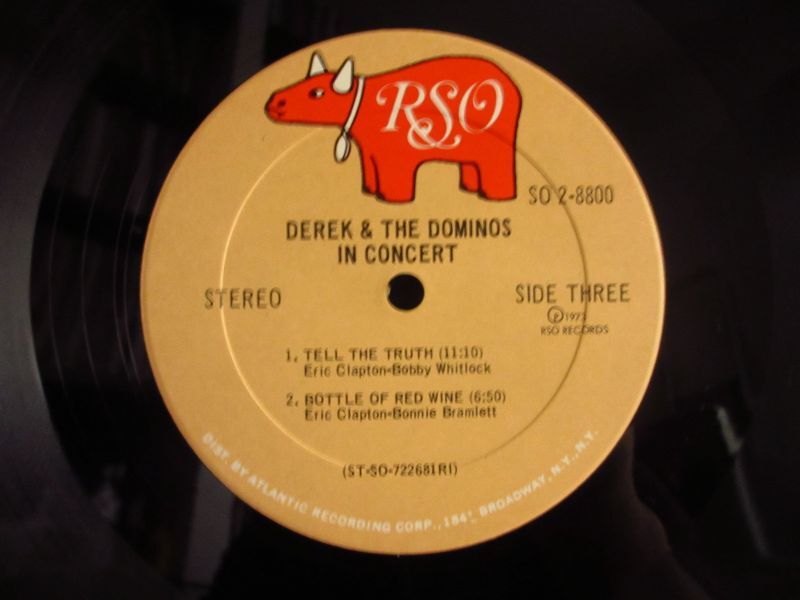 RSO
SO 2-8800
DEREK & THE DOMINOS
IN CONCERT
STEREO
SIDE THREE
Ⓟ1973
RSO RECORDS
1. TELL THE TRUTH (11:10)
Eric Clapton-Bobby Whitlock
2. BOTTLE OF RED WINE (6:50)
Eric Clapton-Bonnie Bramlett
(ST-SO-722681RI)
DIST. BY ATLANTIC RECORDING CORP., 1841 BROADWAY, N.Y., N.Y.